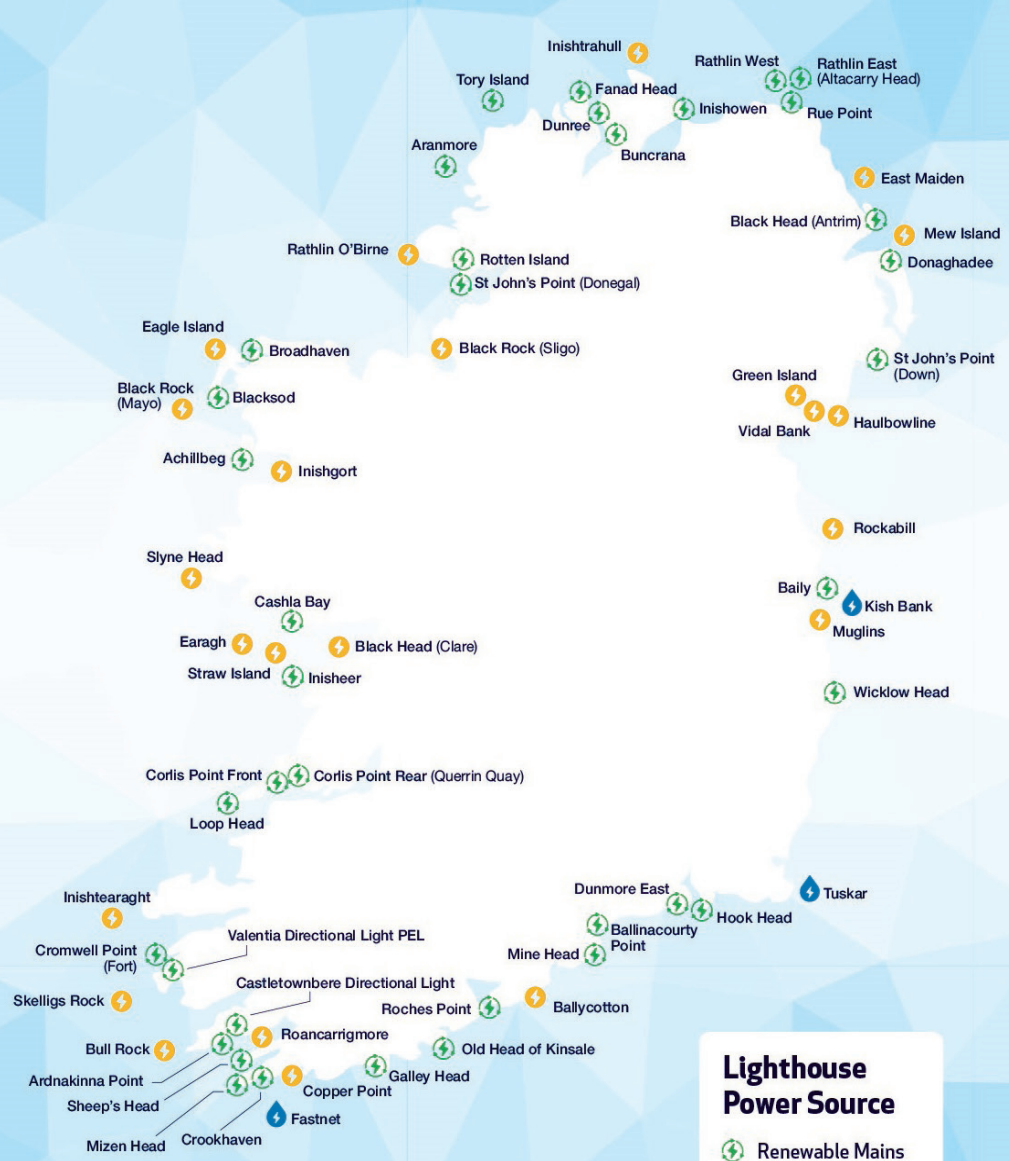 Inishtrahull
Rathlin West
Rathlin East
(Altacarry Head)
Tory Island
Fanad Head
Inishowen
Rue Point
Dunree
Buncrana
Aranmore
East Maiden
Black Head (Antrim)
Mew Island
Rathlin O'Birne
Rotten Island
Donaghadee
St John's Point (Donegal)
Eagle Island
Broadhaven
Black Rock (Sligo)
St John's Point
(Down)
Green Island
Black Rock
(Mayo)
Blacksod
Vidal Bank
Haulbowline
Achillbeg
Inishgort
Rockabill
Slyne Head
Baily
Cashla Bay
Kish Bank
Muglins
Earagh
Black Head (Clare)
Straw Island
Inisheer
Wicklow Head
Corlis Point Front
Corlis Point Rear (Querrin Quay)
Loop Head
Inishtearaght
Dunmore East
Tuskar
Hook Head
Ballinacourty
Point
Valentia Directional Light PEL
Cromwell Point
(Fort)
Mine Head
Castletownbere Directional Light
Skelligs Rock
Roches Point
Ballycotton
Roancarrigmore
Bull Rock
Old Head of Kinsale
Ardnakinna Point
Galley Head
Copper Point
Sheep's Head
Fastnet
Crookhaven
Mizen Head
Lighthouse
Power Source
Renewable Mains